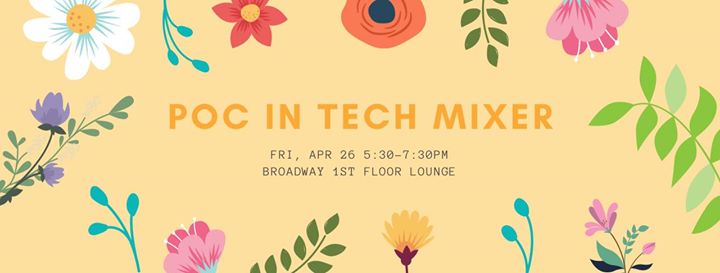 POC IN TECH MIXER
FRI, APR 26 5:30-7:30PM
BROADWAY 1ST FLOOR LOUNGE